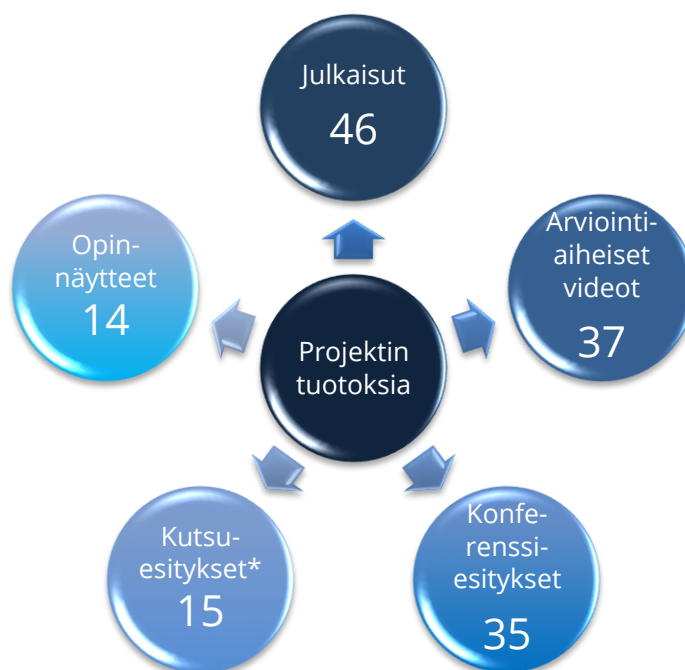 Julkaisut
46
Arviointi-
aiheiset
videot
37
Konfe-
renssi-
esitykset
35
Kutsu-
esitykset*
15
Opin-
näytteet
14
Projektin
tuotoksia